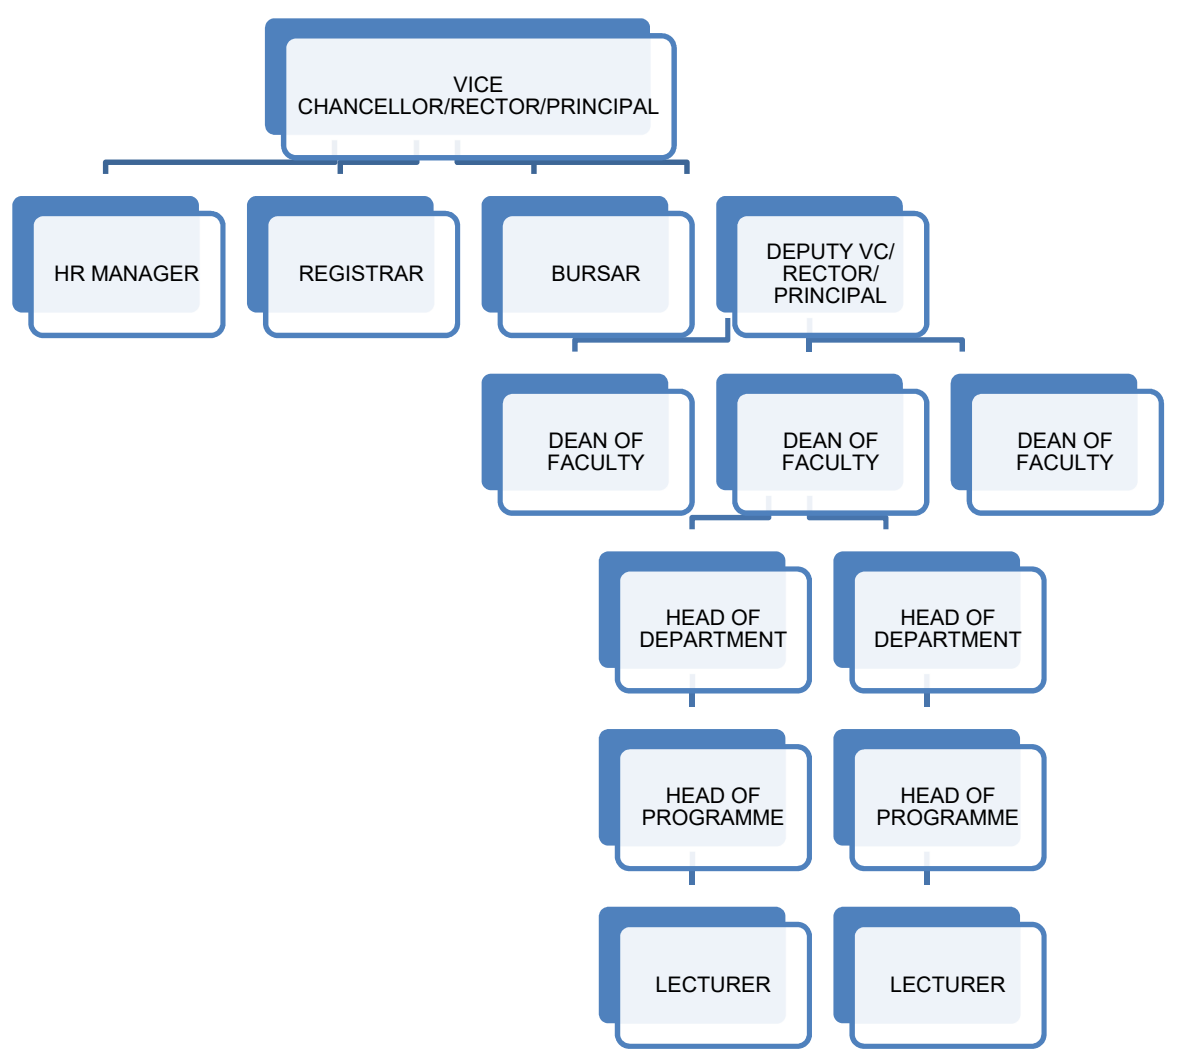 VICE
CHANCELLOR/RECTOR/PRINCIPAL
HR MANAGER
REGISTRAR
BURSAR
DEPUTY VC/
RECTOR/
PRINCIPAL
DEAN OF
FACULTY
DEAN OF
FACULTY
DEAN OF
FACULTY
HEAD OF
DEPARTMENT
HEAD OF
DEPARTMENT
HEAD OF
PROGRAMME
HEAD OF
PROGRAMME
LECTURER
LECTURER